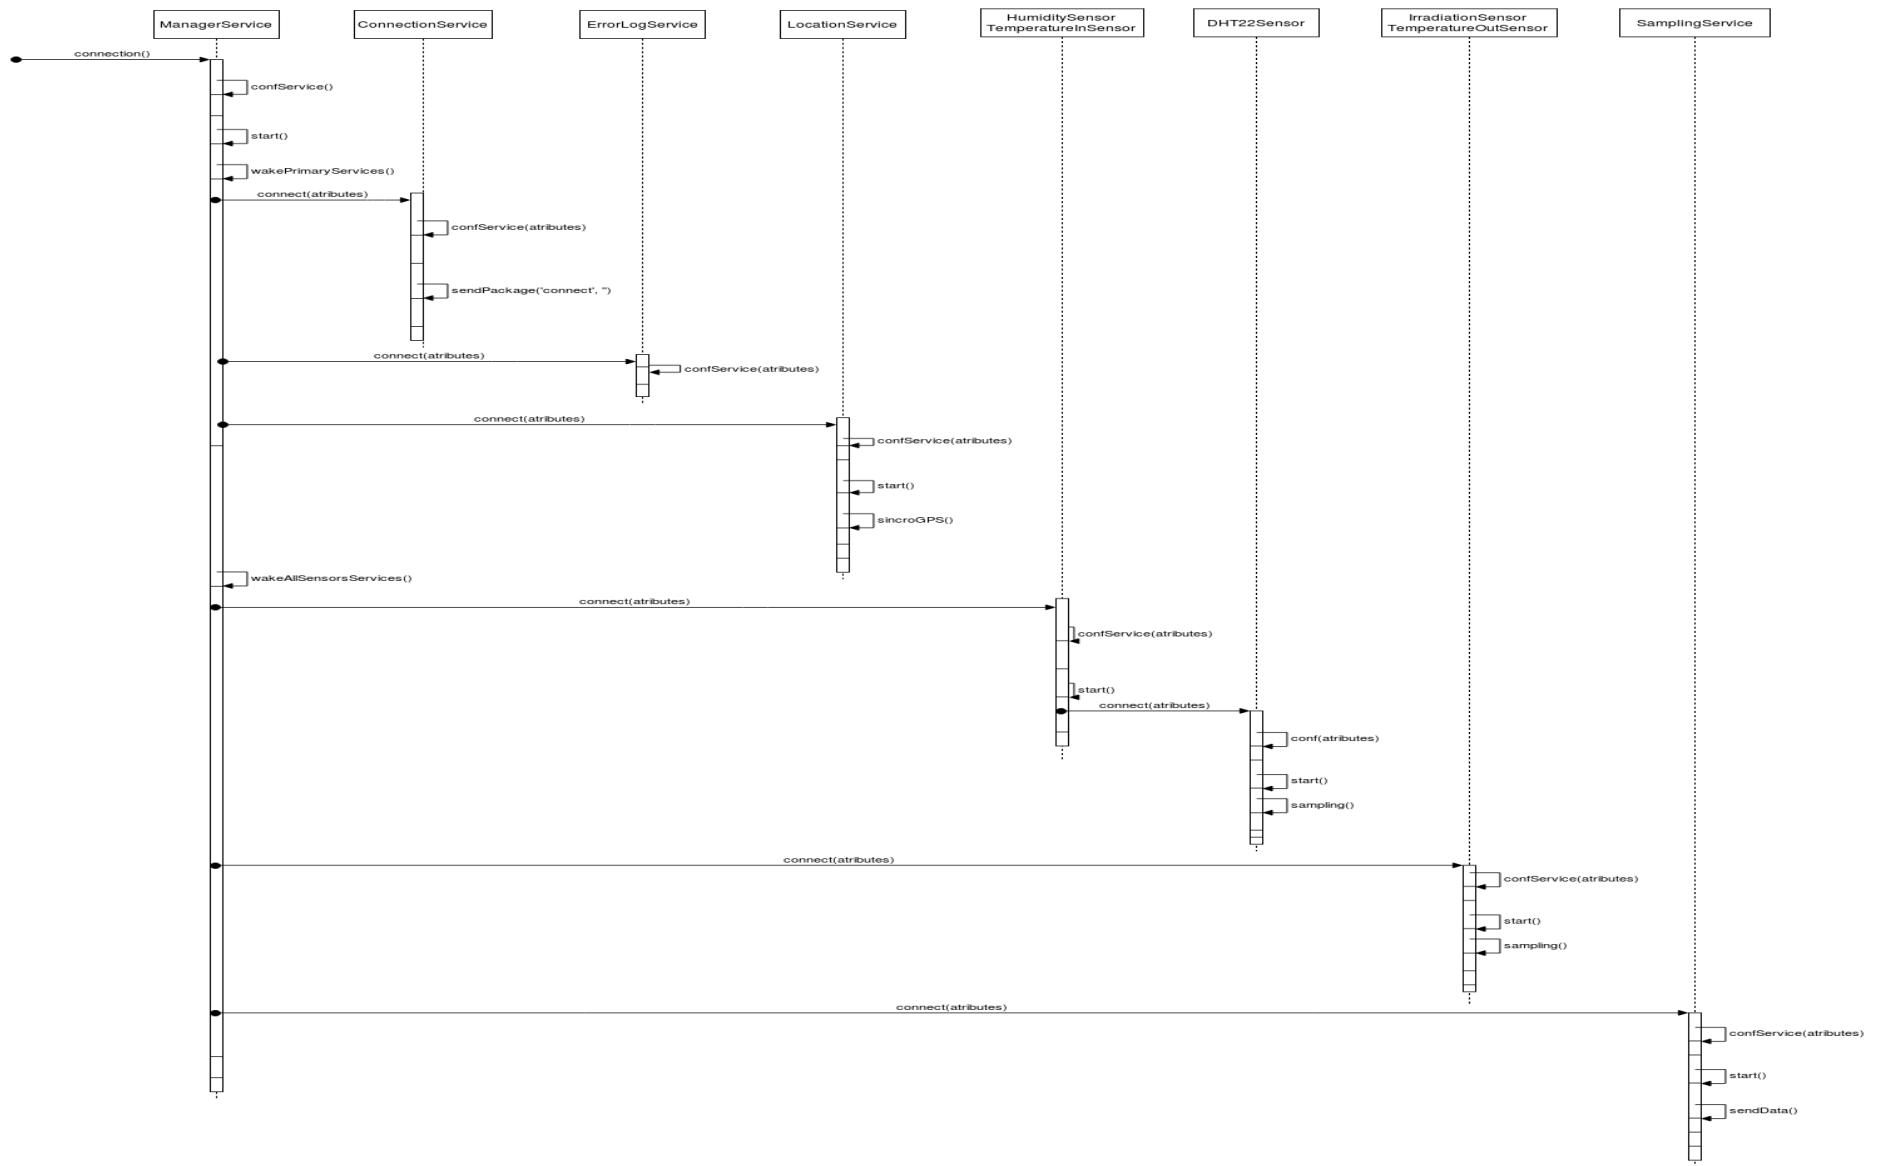 ManagerService
ConnectionService
ErrorLogService
LocationService
HumiditySensor
TemperatureInSensor
DHT22Sensor
IrradiationSensor
TemperatureOutSensor
SamplingService
connection()
confService()
start()
wakePrimaryServices()
connect(atributes)
confService(atributes)
sendPackage('connect', '')
connect(atributes)
confService(atributes)
connect(atributes)
confService(atributes)
start()
sincroGPS()
wakeAllSensorsServices()
connect(atributes)
confService(atributes)
start()
connect(atributes)
conf(atributes)
start()
sampling()
connect(atributes)
confService(atributes)
start()
sampling()
connect(atributes)
confService(atributes)
start()
sendData()